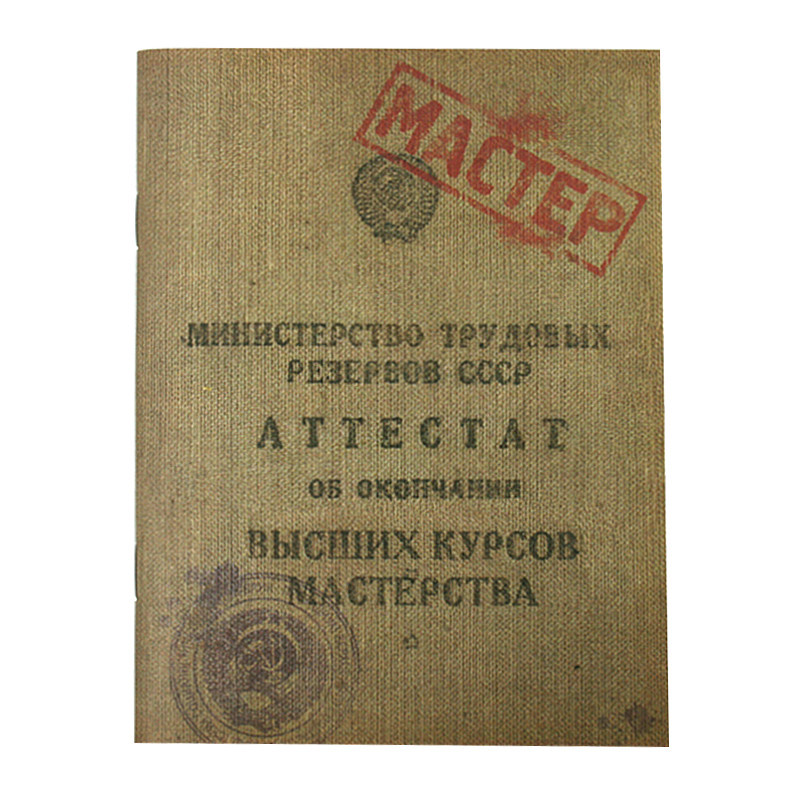 МАСТЕР
МИНИСТЕРСТВО ТРУДОВЫХ
РЕЗЕРВОВ СССР
АТТЕСТАТ
ОБ ОКОНЧАНИИ
ВЫСШИХ КУРСОВ
МАСТЕРСТВА